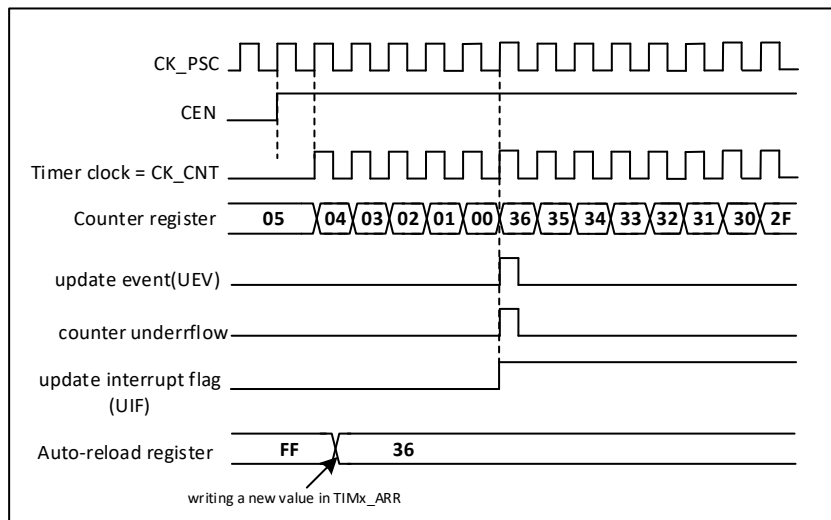 CK_PSC
CEN
Timer clock = CK_CNT
Counter register 05 04 03 02 01 00 36 35 34 33 32 31 30 2F
update event(UEV)
counter underrflow
update interrupt flag
(UIF)
Auto-reload register FF 36
writing a new value in TIMx_ARR